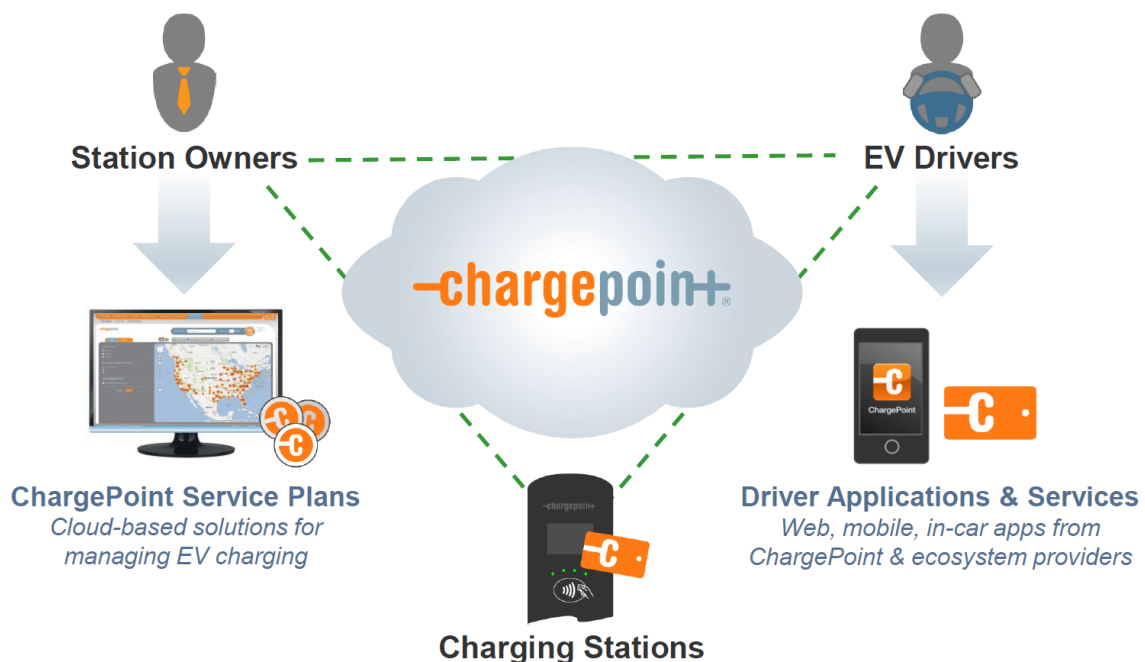 Station Owners
EV Drivers
chargepoint®
ChargePoint
ChargePoint Service Plans
Cloud-based solutions for
managing EV charging
Driver Applications & Services
Web, mobile, in-car apps from
ChargePoint & ecosystem providers
chargepoint
Charging Stations